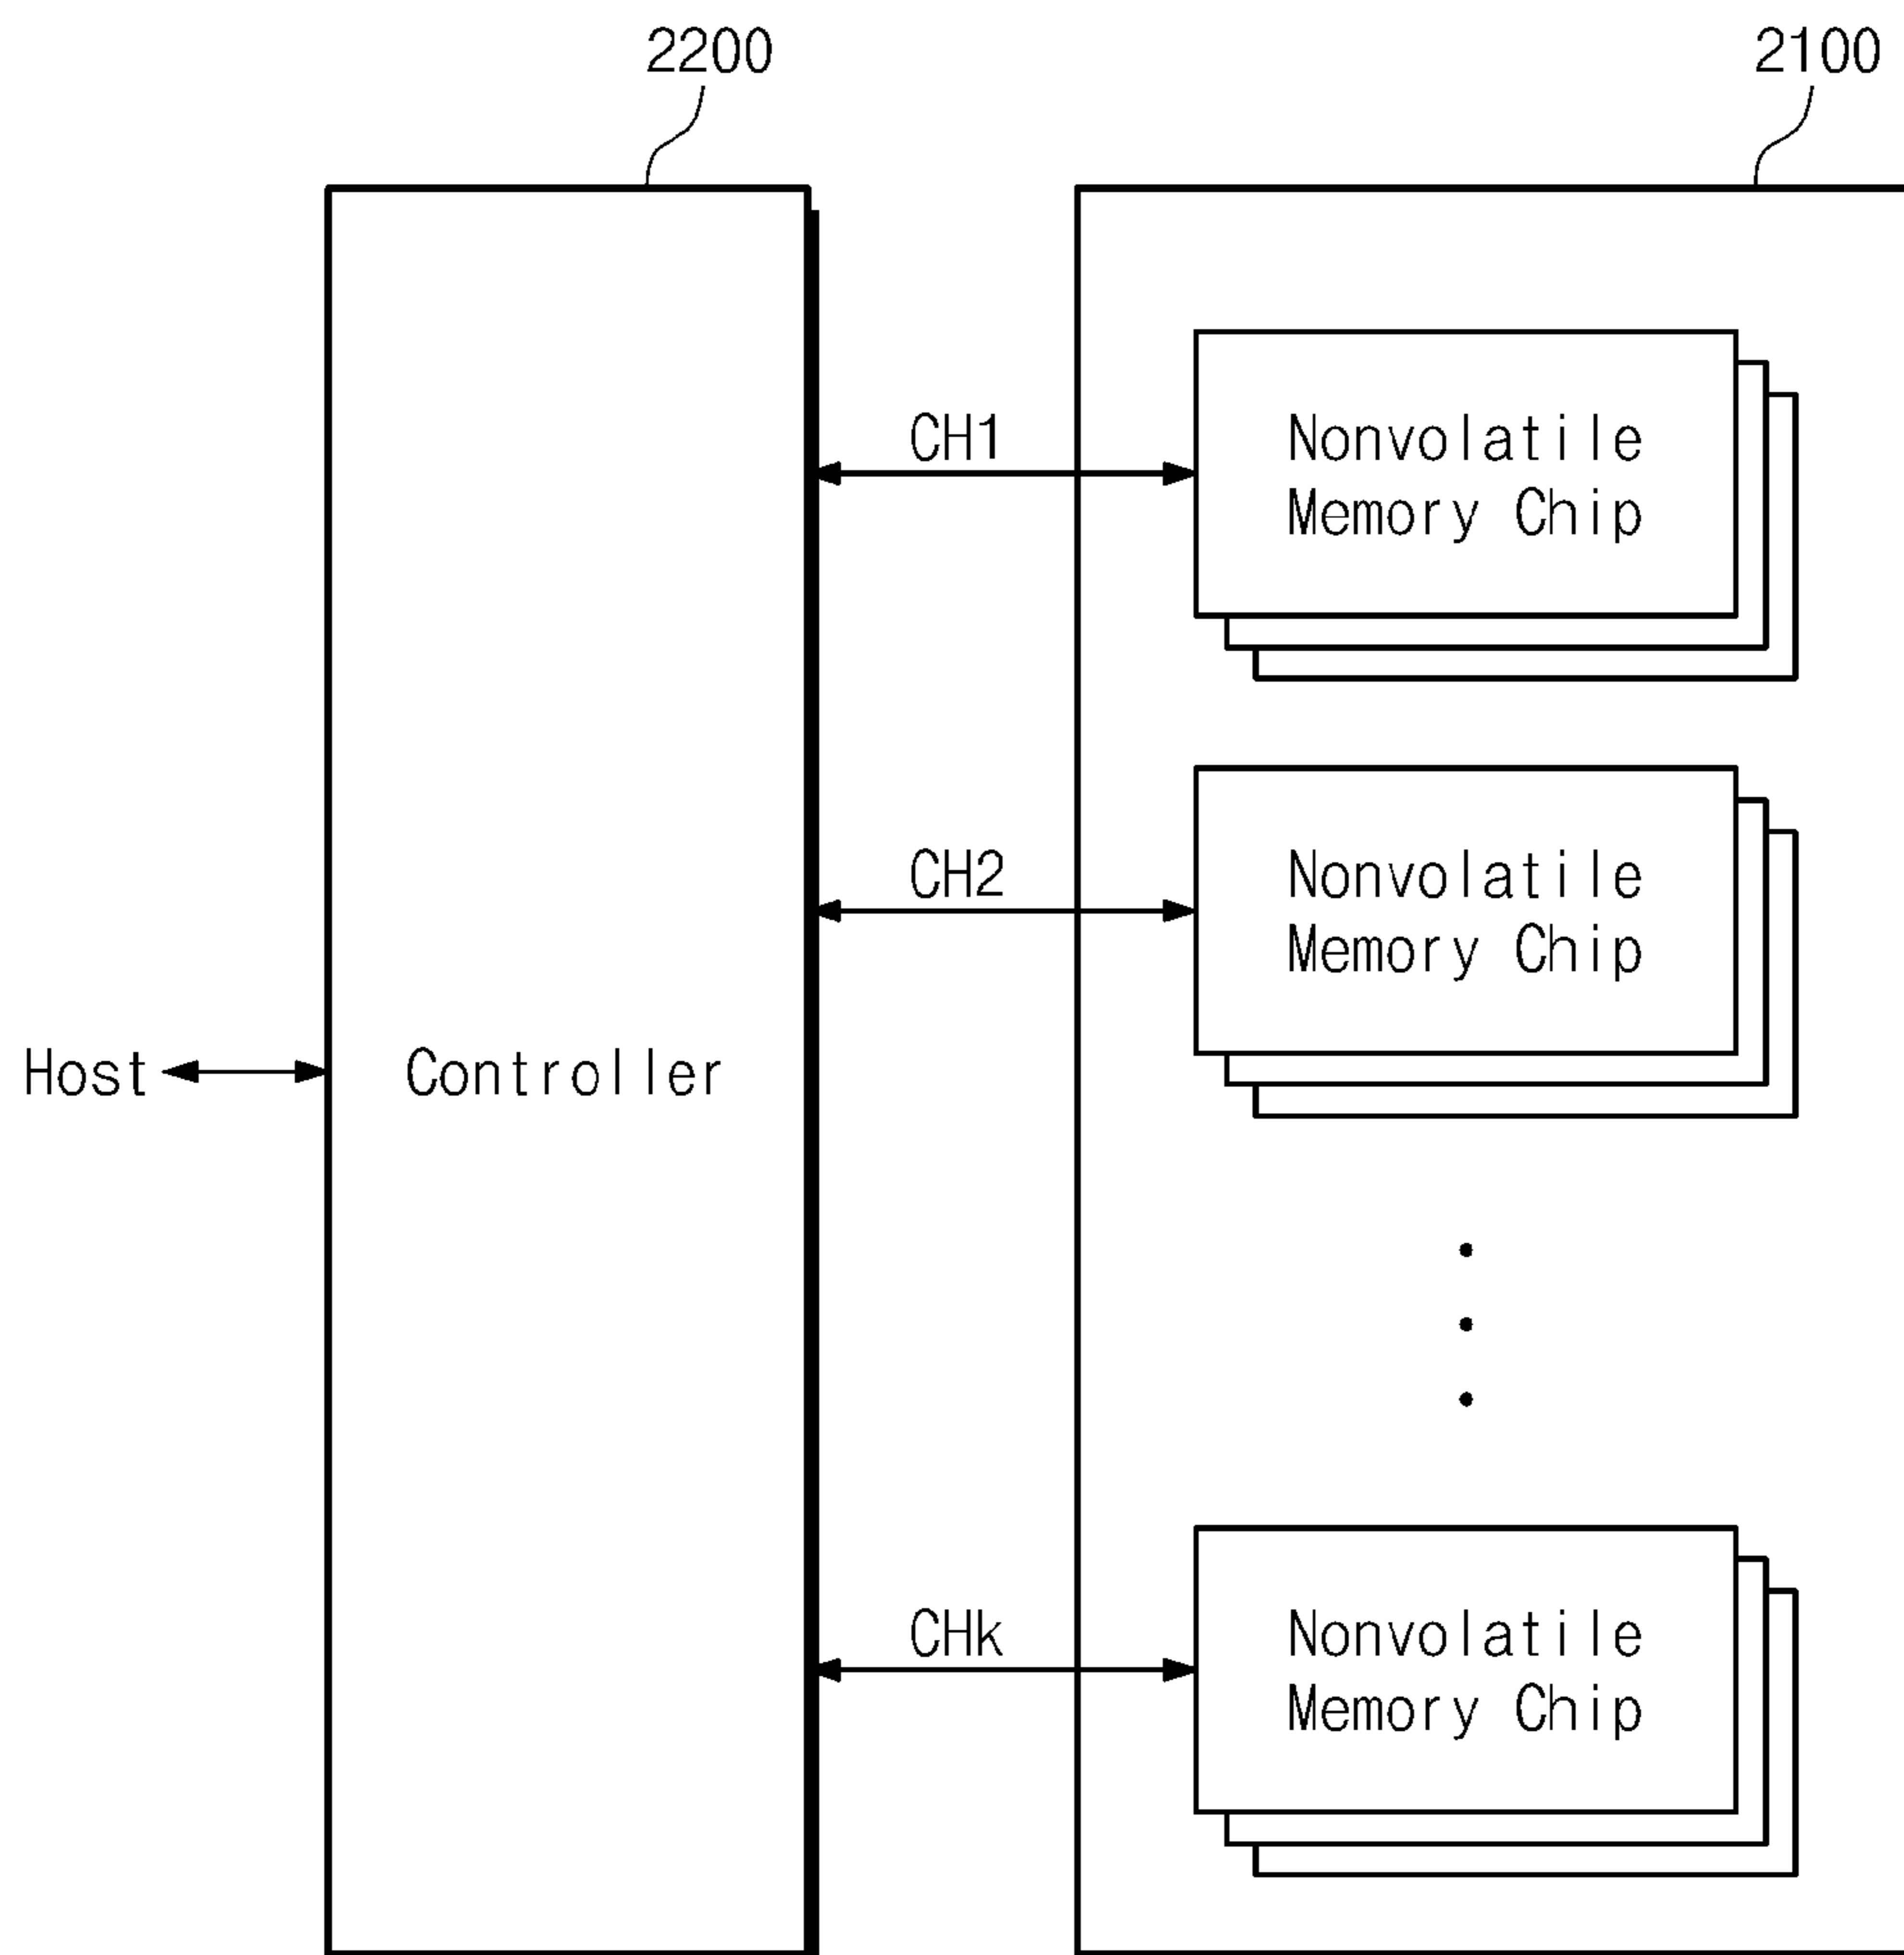 2200
2100
CH1
Nonvolatile
Memory Chip
CH2
Nonvolatile
Memory Chip
Host
Controller
CHk
Nonvolatile
Memory Chip